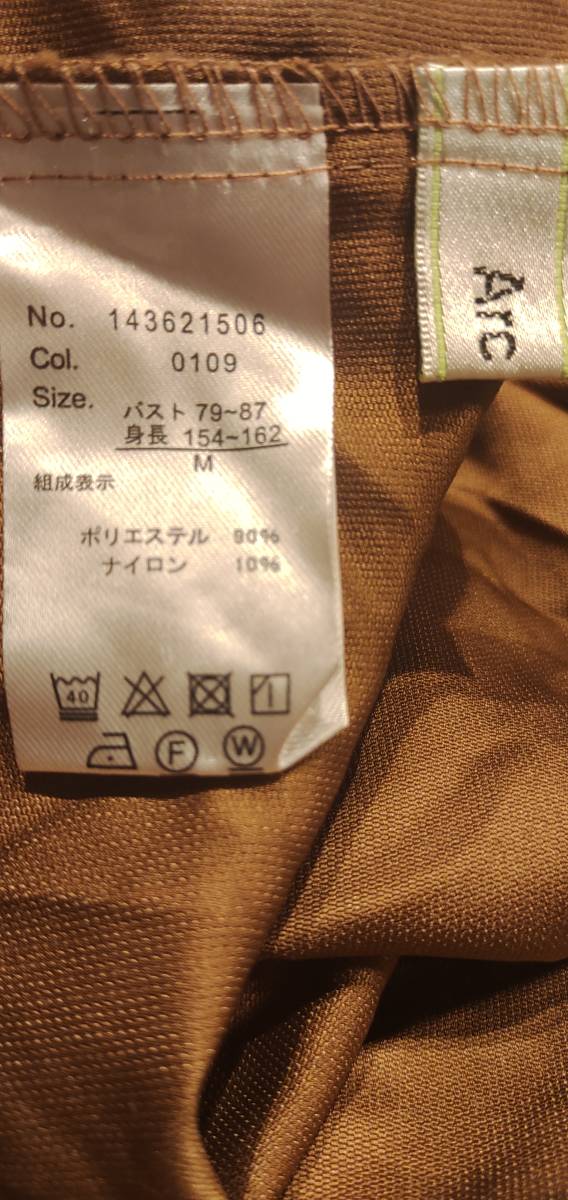 No. 143621506
Col. 0109
Size. バスト 79~87
身長 154~162
M
組成表示
ポリエステル 90%
ナイロン 10%
40
F
W
Arc